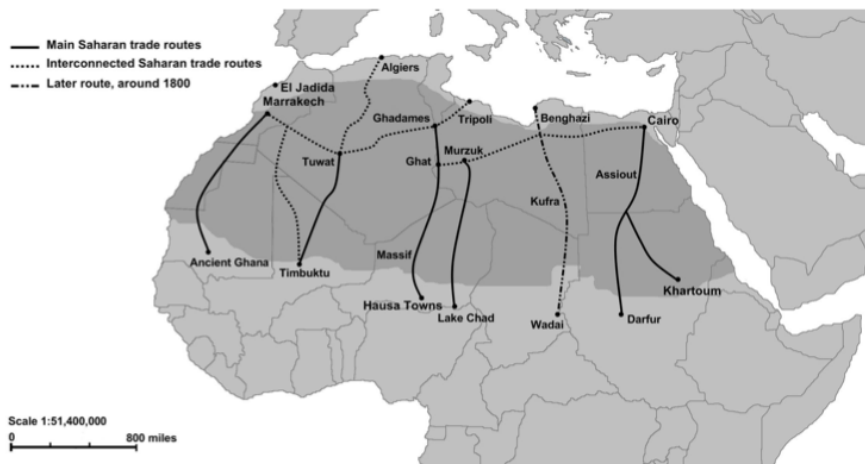 Main Saharan trade routes
Interconnected Saharan trade routes
Later route, around 1800
Algiers
El Jadida
Marrakech
Ghadames
Tripoli
Benghazi
Cairo
Tuwat
Ghat
Murzuk
Assiout
Kufra
Ancient Ghana
Timbuktu
Massif
Khartoum
Hausa Towns
Lake Chad
Wadai
Darfur
Scale 1:51,400,000
0 800 miles